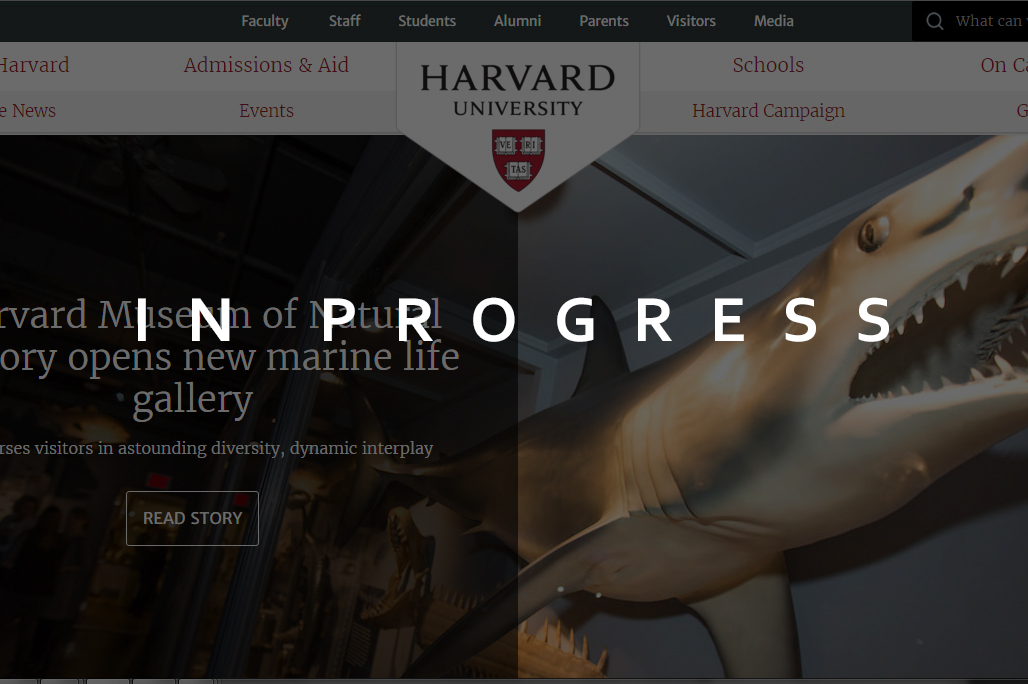 Faculty Staff Students Alumni Parents Visitors Media What can
Harvard Admissions & Aid Schools On Ca
HARVARD
UNIVERSITY
e News Events Harvard Campaign G
VE RI
TAS
IN PROGRESS
rvard Museum of Natural
ory opens new marine life
gallery
rses visitors in astounding diversity, dynamic interplay
READ STORY